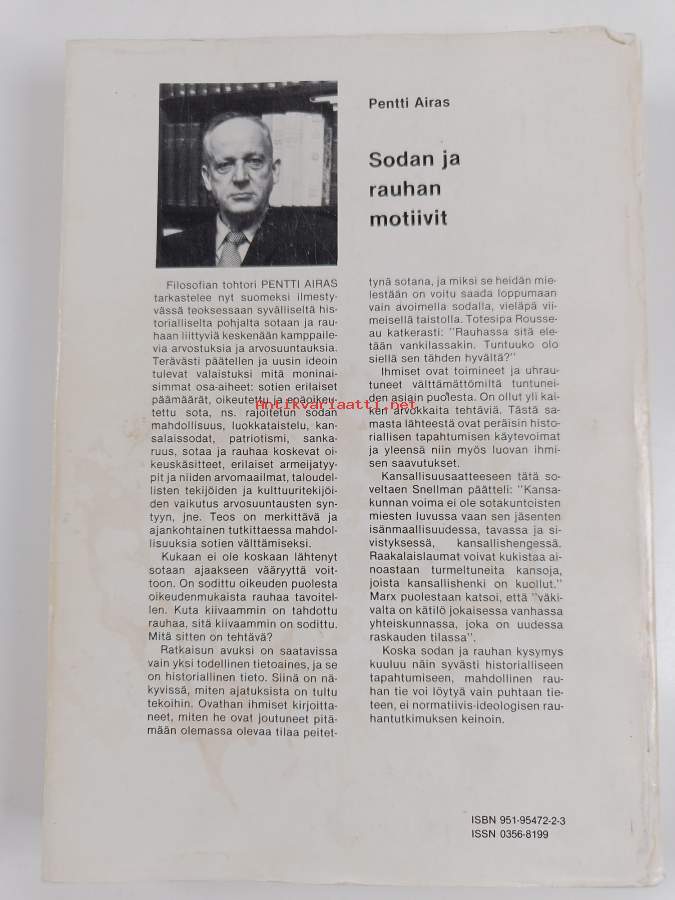 Pentti Airas
Sodan ja
rauhan
motiivit
Filosofian tohtori PENTTI AIRAS
tarkastelee nyt suomeksi ilmesty-
vässä teoksessaan syvälliseltä his-
torialliselta pohjalta sotaan ja rau-
haan liittyviä keskenään kamppaile-
via arvostuksia ja arvosuuntauksia.
Terävästi päätellen ja uusin ideoin
tulevat valaistuksi mitä moninai-
simmat osa-aiheet: sotien erilaiset
päämäärät, oikeutettu ja epäoikeu-
tettu sota, ns. rajoitetun sodan
mahdollisuus, luokkataistelu, kan-
salaissodat, patriotismi, sanka-
ruus, sotaa ja rauhaa koskevat oi-
keuskäsitteet, erilaiset armeijatyy-
pit ja niiden arvomaailmat, taloudel-
listen tekijöiden ja kulttuuritekijöi-
den vaikutus arvosuuntausten syn-
tyyn, jne. Teos on merkittävä ja
ajankohtainen tutkittaessa mahdol-
lisuuksia sotien välttämiseksi.
Kukaan ei ole koskaan lähtenyt
sotaan ajaakseen vääryyttä voit-
toon. On sodittu oikeuden puolesta
oikeudenmukaista rauhaa tavoitel-
len. Kuta kiivaammin on tahdottu
rauhaa, sitä kiivaammin on sodittu.
Mitä sitten on tehtävä?
Ratkaisun avuksi on saatavissa
vain yksi todellinen tietoaines, ja se
on historiallinen tieto. Siinä on nä-
kyvissä, miten ajatuksista on tultu
tekoihin. Ovathan ihmiset kirjoitta-
neet, miten he ovat joutuneet pitä-
mään olemassa olevaa tilaa peitet-
tynä sotana, ja miksi se heidän mie-
lestään on voitu saada loppumaan
vain avoimella sodalla, vieläpä vii-
meisellä taistolla. Totesipa Rousse-
au katkerasti: "Rauhassa sitä ele-
tään vankilassakin. Tuntuuko olo
siellä sen tähden hyvältä?"
Ihmiset ovat toimineet ja uhrau-
tuneet välttämättömiltä tuntunei-
den asiain puolesta. On ollut yli kai-
ken arvokkaita tehtäviä. Tästä sa-
masta lähteestä ovat peräisin histo-
riallisen tapahtumisen käytevoimat
ja yleensä niin myös luovan ihmi-
sen saavutukset.
Kansallisuusaatteeseen tätä so-
veltaen Snellman päätteli: "Kansa-
kunnan voima ei ole sotakuntoisten
miesten luvussa vaan sen jäsenten
isänmaallisuudessa, tavassa ja si-
vistyksessä, kansallishengessä.
Raakalaislaumat voivat kukistaa ai-
noastaan turmeltuneita kansoja,
joista kansallishenki on kuollut."
Marx puolestaan katsoi, että "väki-
valta on kätilö jokaisessa vanhassa
yhteiskunnassa, joka on uudessa
raskauden tilassa".
Koska sodan ja rauhan kysymys
kuuluu näin syvästi historialliseen
tapahtumiseen, mahdollinen rau-
han tie voi löytyä vain puhtaan tie-
teen, ei normatiivis-ideologisen rau-
hantutkimuksen keinoin.
Antikvariaatti.net
ISBN 951-95472-2-3
ISSN 0356-8199